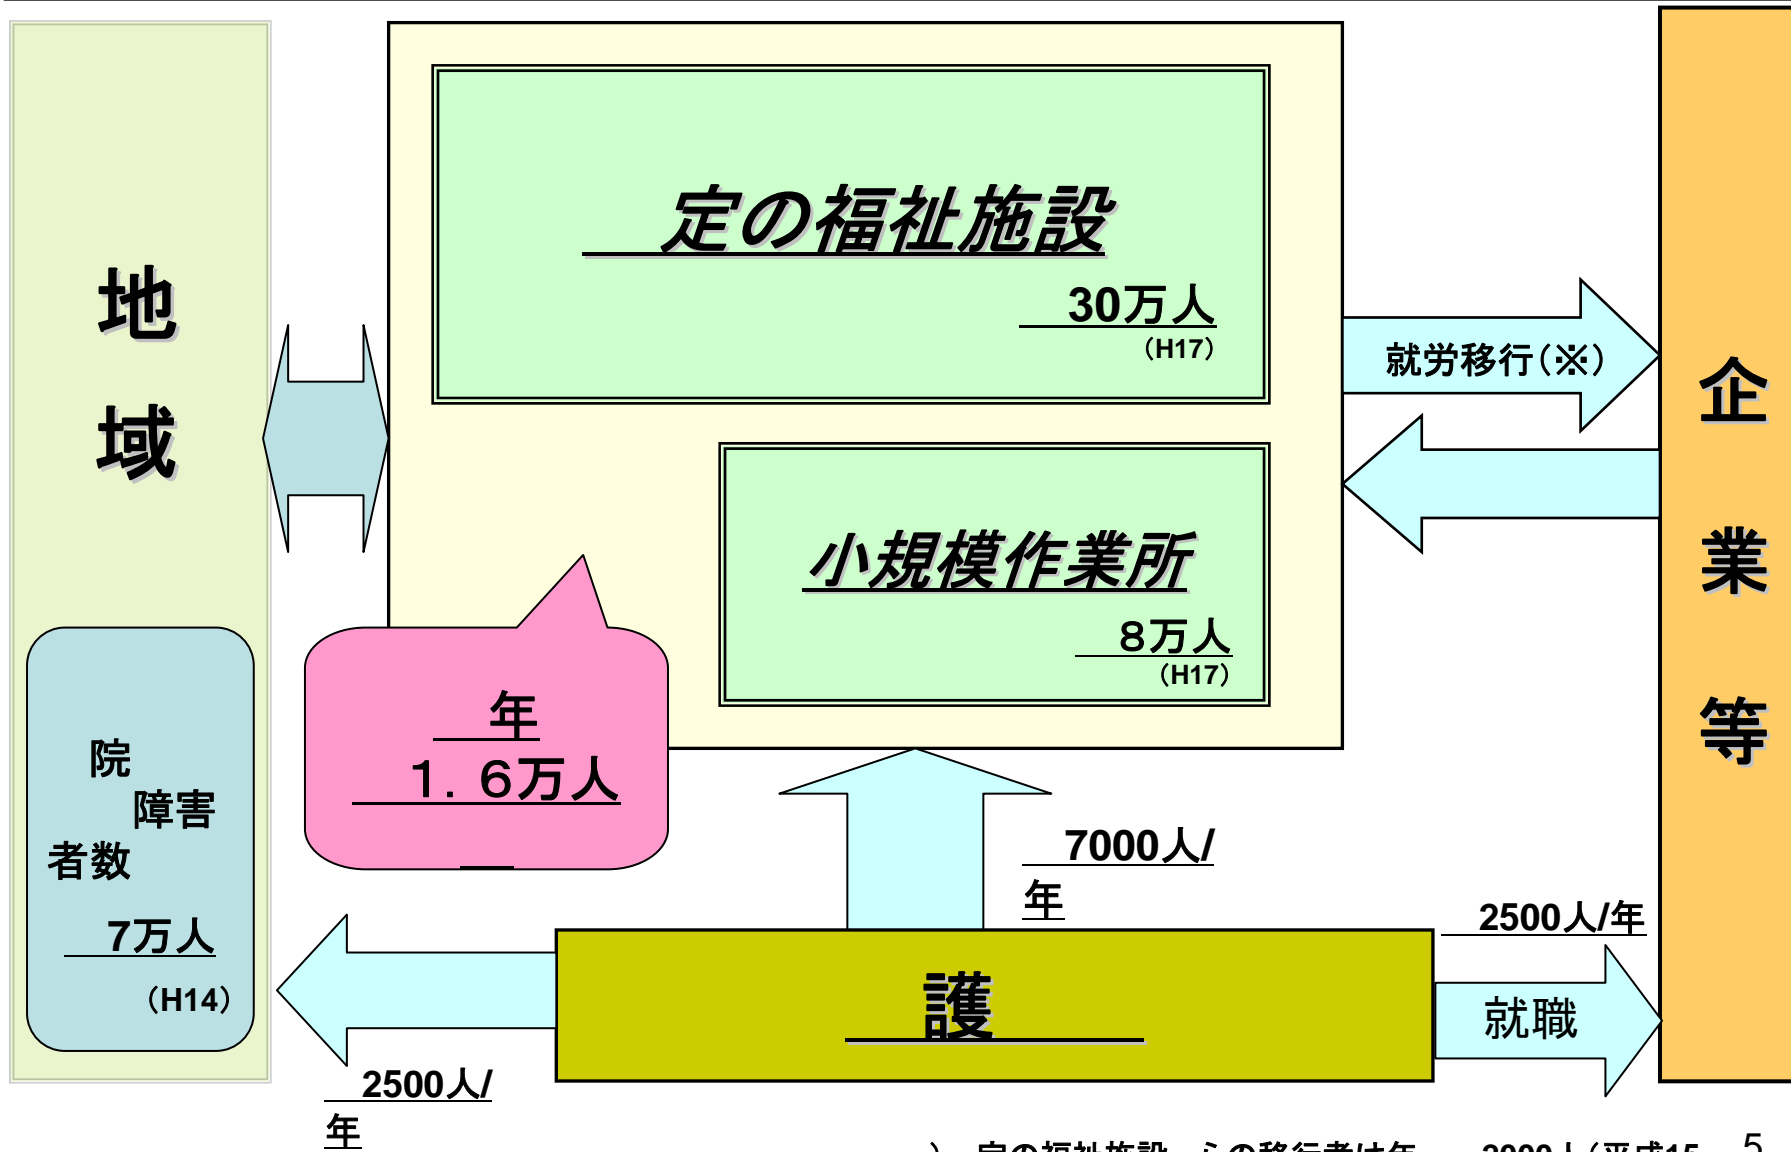 地
域
定の福祉施設
30万人
(H17)
就労移行(※)
企
業
等
小規模作業所
8万人
(H17)
年
1.6万人
院
障害
者数
7万人
(H14)
7000人/
年
2500人/年
護
就職
2500人/
年
5